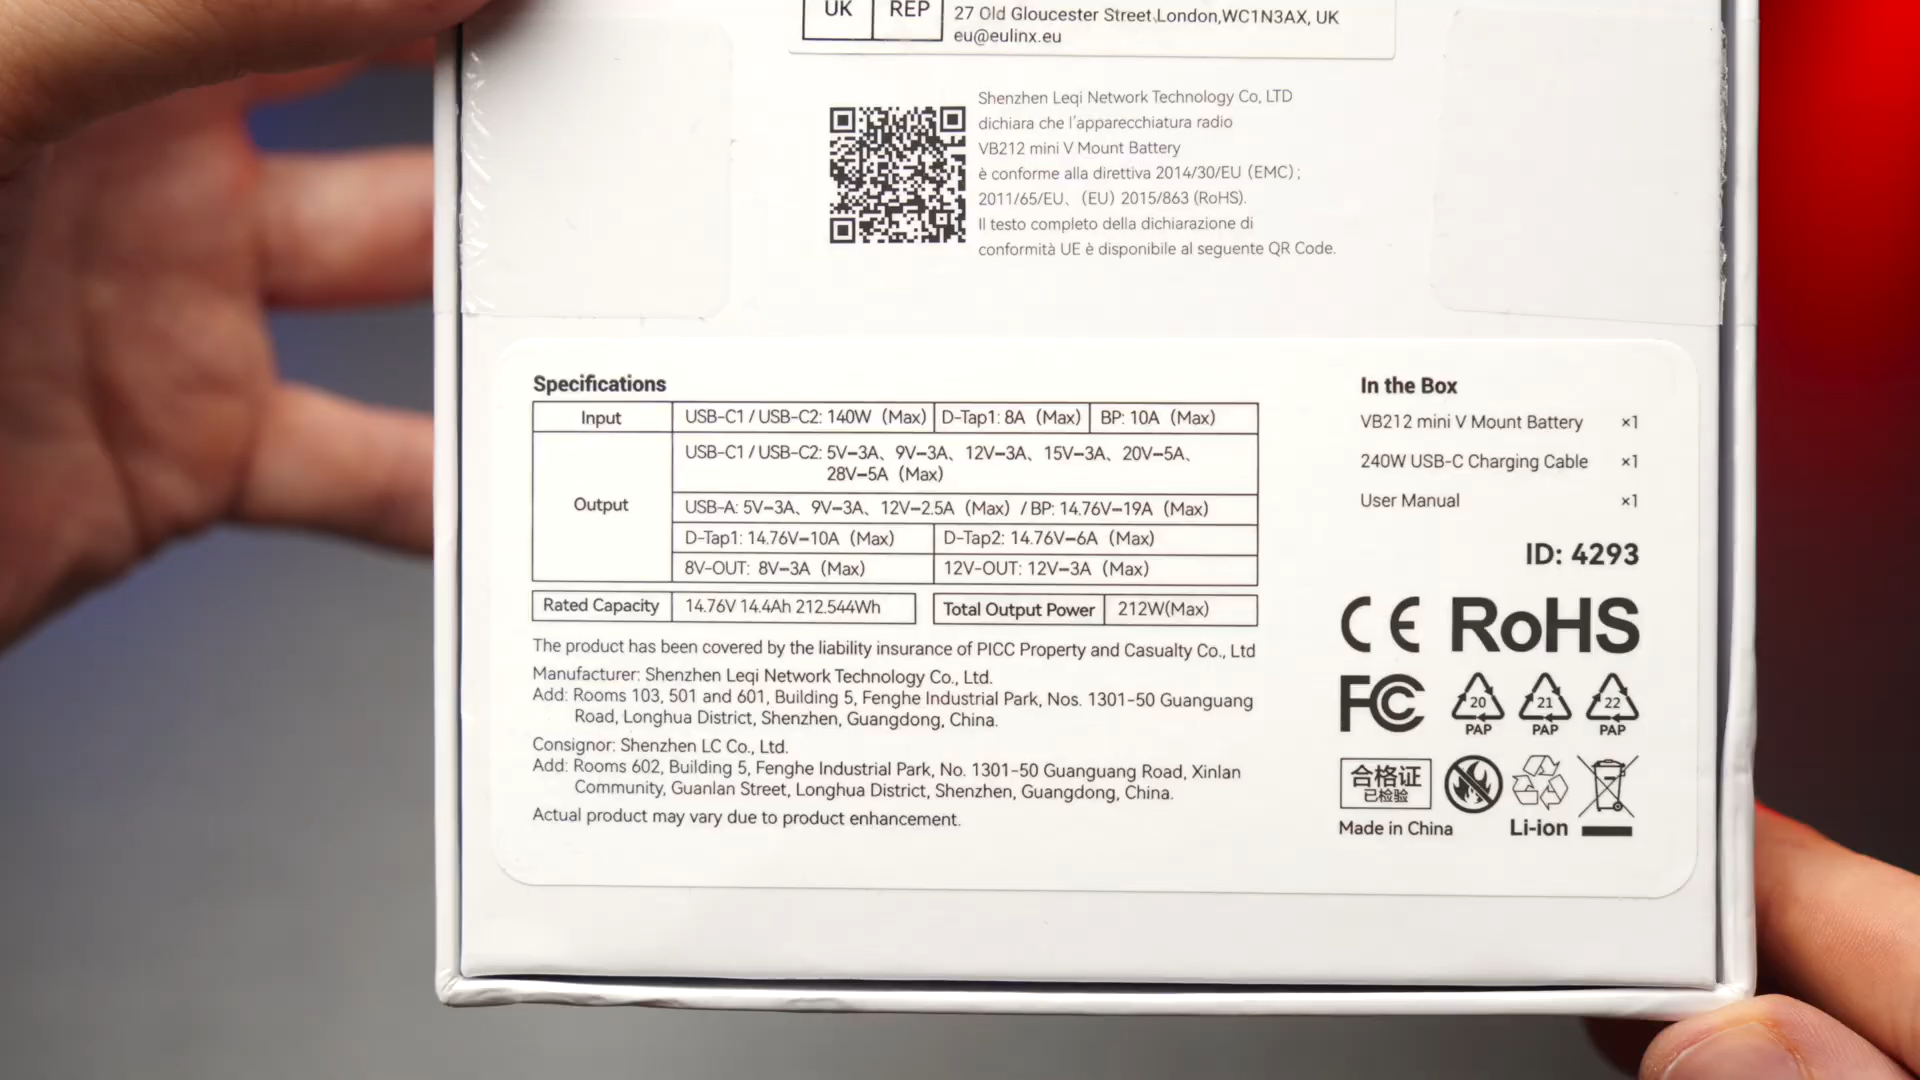 UK REP
27 Old Gloucester Street,London,WC1N3AX, UK
eu@eulinx.eu
Shenzhen Leqi Network Technology Co, LTD
dichiara che l'apparecchiatura radio
VB212 mini V Mount Battery
è conforme alla direttiva 2014/30/EU (EMC);
2011/65/EU、(EU) 2015/863 (RoHS).
Il testo completo della dichiarazione di
conformità UE è disponibile al seguente QR Code.
Specifications
Input USB-C1 / USB-C2: 140W (Max) D-Tap1: 8A (Max) BP: 10A (Max)
Output
USB-C1 / USB-C2: 5V⎓3A、9V⎓3A、12V⎓3A、15V⎓3A、20V⎓5A、
28V⎓5A (Max)
USB-A: 5V⎓3A、9V⎓3A、12V⎓2.5A (Max) / BP: 14.76V⎓19A (Max)
D-Tap1: 14.76V⎓10A (Max) D-Tap2: 14.76V⎓6A (Max)
8V-OUT: 8V⎓3A (Max) 12V-OUT: 12V⎓3A (Max)
Rated Capacity 14.76V 14.4Ah 212.544Wh Total Output Power 212W(Max)
The product has been covered by the liability insurance of PICC Property and Casualty Co., Ltd
Manufacturer: Shenzhen Leqi Network Technology Co., Ltd.
Add: Rooms 103, 501 and 601, Building 5, Fenghe Industrial Park, Nos. 1301-50 Guanguang
Road, Longhua District, Shenzhen, Guangdong, China.
Consignor: Shenzhen LC Co., Ltd.
Add: Rooms 602, Building 5, Fenghe Industrial Park, No. 1301-50 Guanguang Road, Xinlan
Community, Guanlan Street, Longhua District, Shenzhen, Guangdong, China.
Actual product may vary due to product enhancement.
In the Box
VB212 mini V Mount Battery ×1
240W USB-C Charging Cable ×1
User Manual ×1
ID: 4293
CE RoHS
FC
20 21 22
PAP PAP PAP
合格证
已检验
Made in China Li-ion